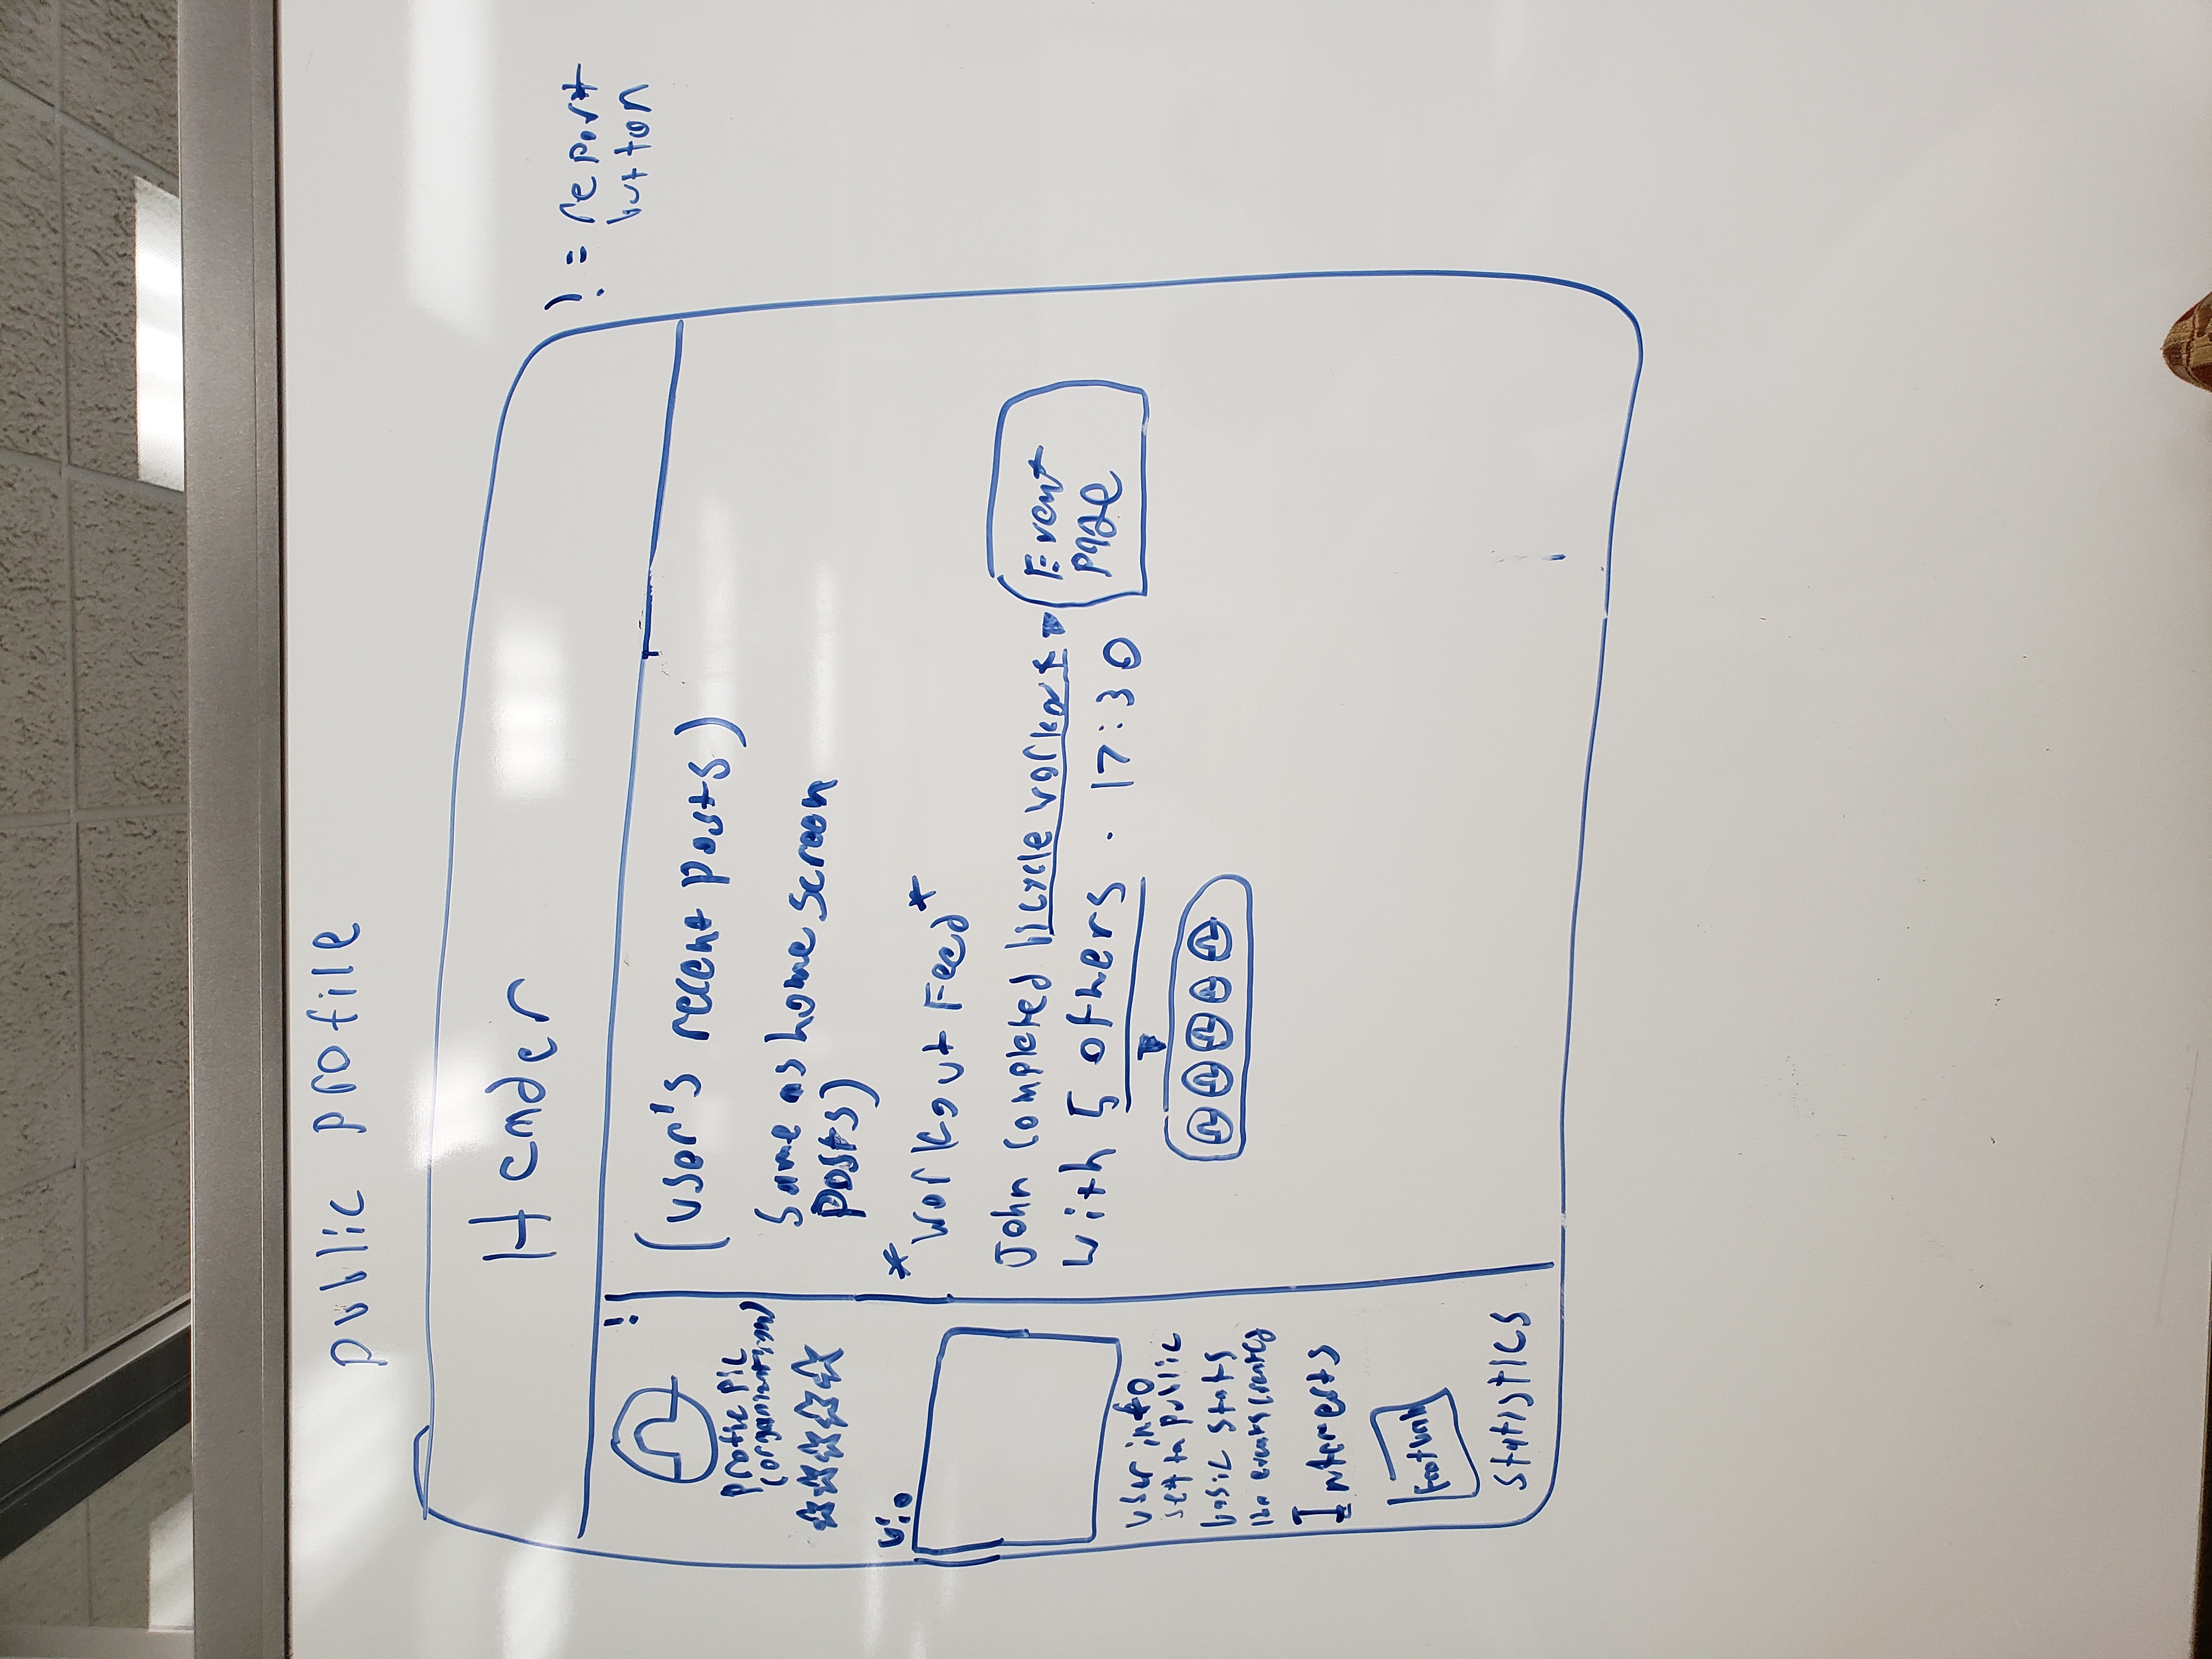 Public Profile
Header
! = report
button
!
Profile Pic
(organization)
bio
user info
set to public
basic stats
events created
Interests
Football
Statistics
(user's recent posts)
Same as home screen
posts)
*Workout Feed*
John completed bicycle workout
with 5 others · 17:30
Event
page